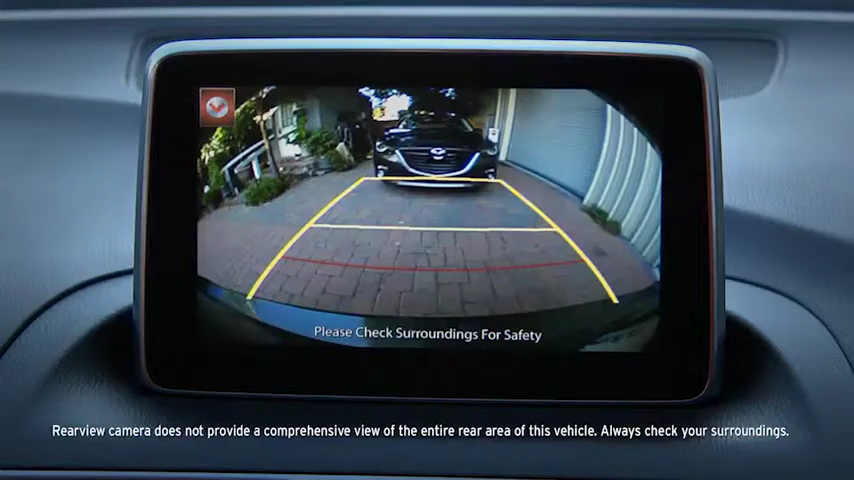 Please Check Surroundings For Safety
Rearview camera does not provide a comprehensive view of the entire rear area of this vehicle. Always check your surroundings.